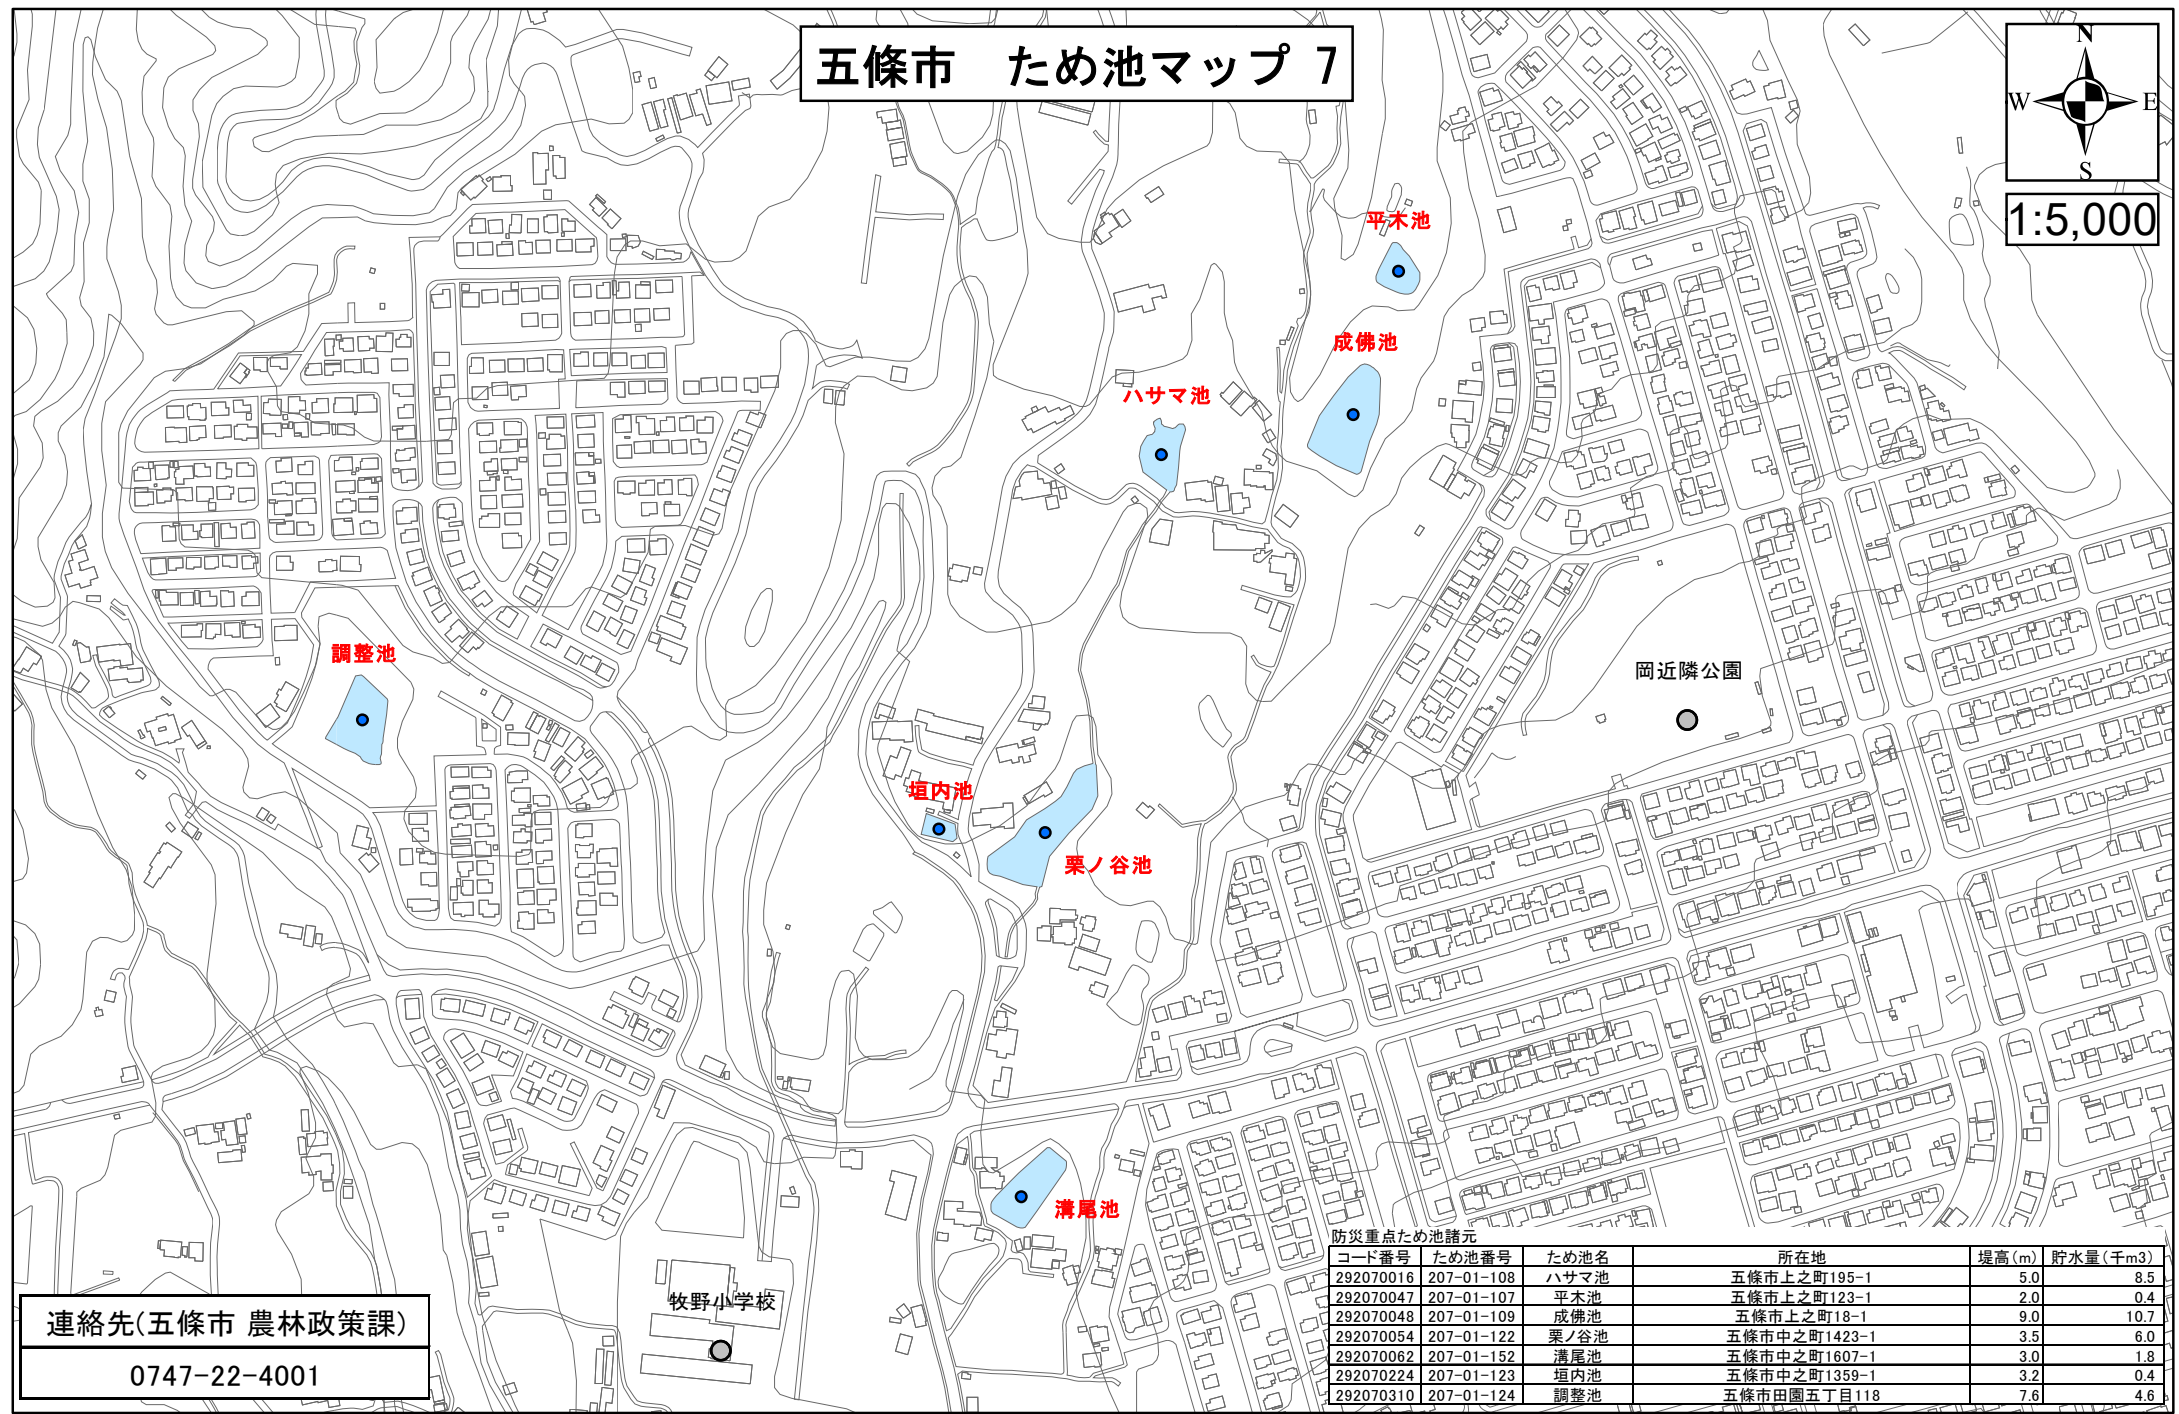 五條市　ため池マップ 7
N
W E
S
1:5,000
平木池
成佛池
ハサマ池
調整池
岡近隣公園
垣内池
栗ノ谷池
溝尾池
牧野小学校
連絡先(五條市 農林政策課)
0747-22-4001
防災重点ため池諸元
コード番号 ため池番号 ため池名 所在地 堤高(m) 貯水量(千m3)
292070016 207-01-108 ハサマ池 五條市上之町195-1 5.0 8.5
292070047 207-01-107 平木池 五條市上之町123-1 2.0 0.4
292070048 207-01-109 成佛池 五條市上之町18-1 9.0 10.7
292070054 207-01-122 栗ノ谷池 五條市中之町1423-1 3.5 6.0
292070062 207-01-152 溝尾池 五條市中之町1607-1 3.0 1.8
292070224 207-01-123 垣内池 五條市中之町1359-1 3.2 0.4
292070310 207-01-124 調整池 五條市田園五丁目118 7.6 4.6